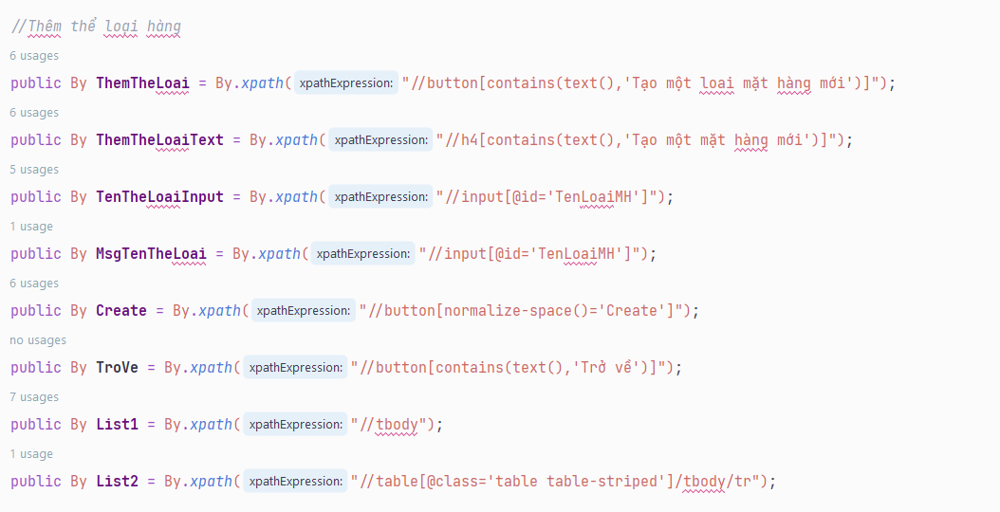 //Thêm thể loại hàng
6 usages
public By ThemTheLoai = By.xpath( xpathExpression: "//button[contains(text(),'Tạo một loai mặt hàng mới')]");
6 usages
public By ThemTheLoaiText = By.xpath( xpathExpression: "//h4[contains(text(),'Tạo một mặt hàng mới')]");
5 usages
public By TenTheLoaiInput = By.xpath( xpathExpression: "//input[@id='TenLoaiMH']");
1 usage
public By MsgTenTheLoai = By.xpath( xpathExpression: "//input[@id='TenLoaiMH']");
6 usages
public By Create = By.xpath( xpathExpression: "//button[normalize-space()='Create']");
no usages
public By TroVe = By.xpath( xpathExpression: "//button[contains(text(),'Trở về')]");
7 usages
public By List1 = By.xpath( xpathExpression: "//tbody");
1 usage
public By List2 = By.xpath( xpathExpression: "//table[@class='table table-striped']/tbody/tr");